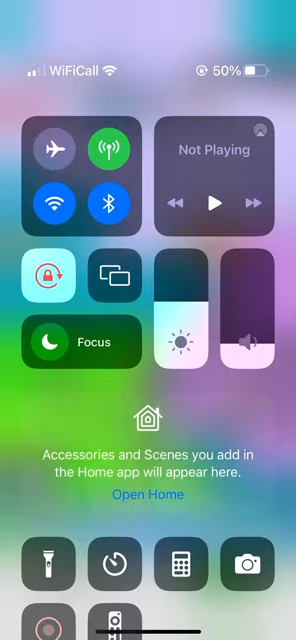 WiFiCall 50%
Not Playing
Focus
Accessories and Scenes you add in
the Home app will appear here.
Open Home